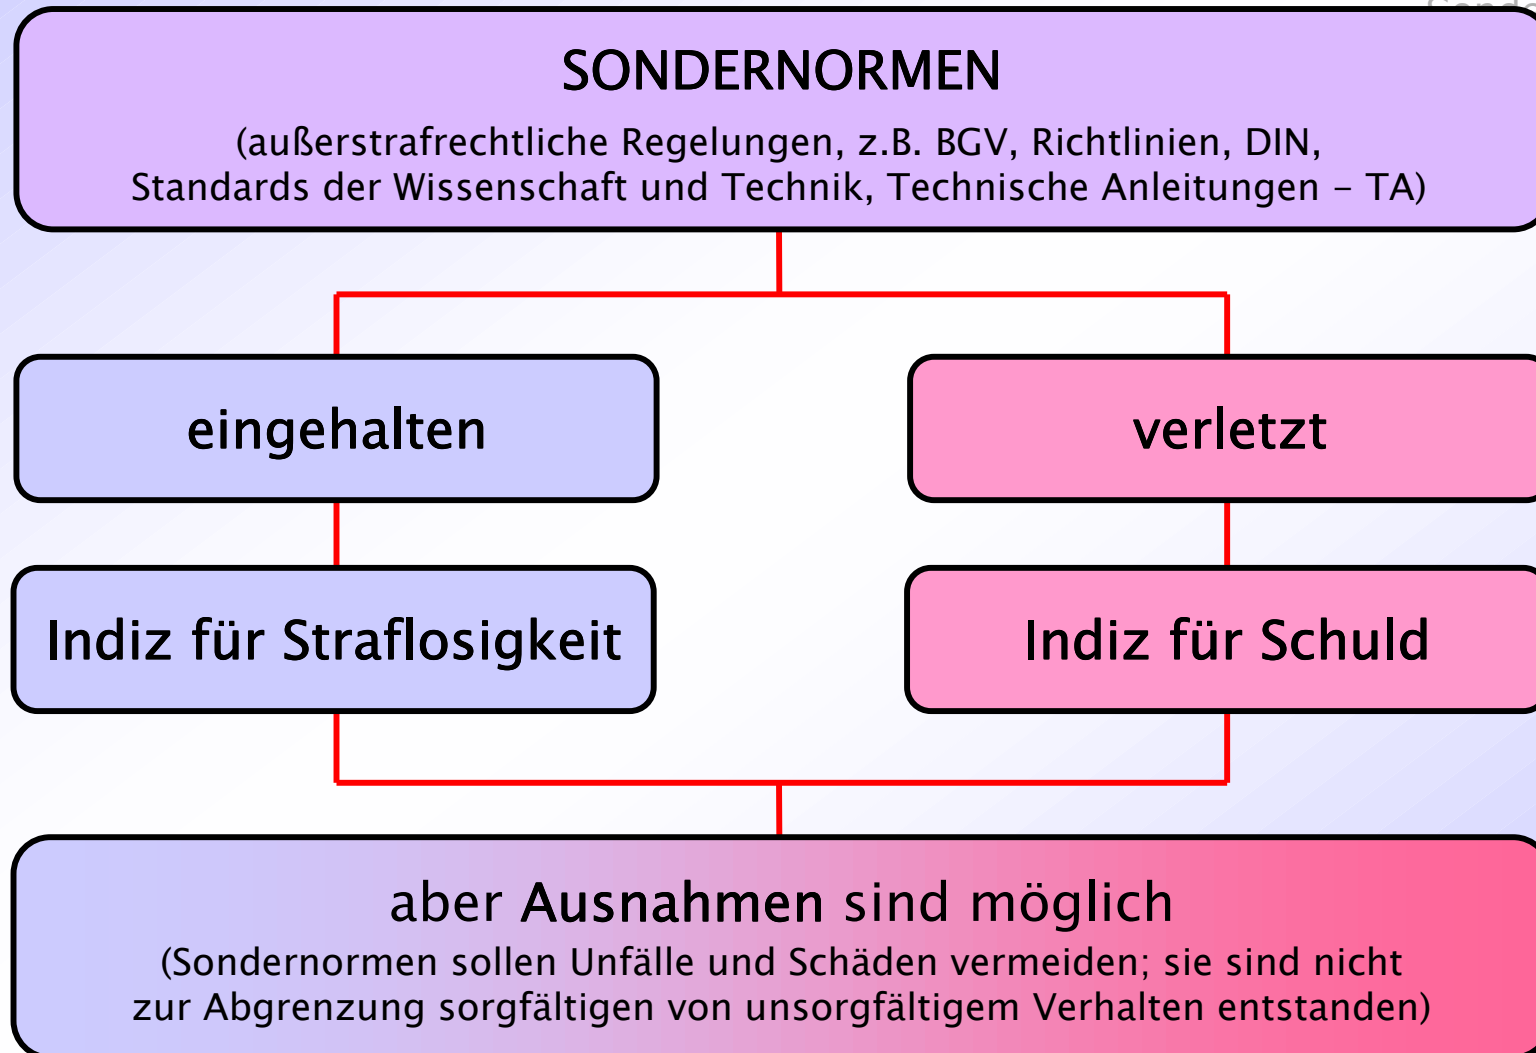 SONDERNORMEN
(außerstrafrechtliche Regelungen, z.B. BGV, Richtlinien, DIN,
Standards der Wissenschaft und Technik, Technische Anleitungen – TA)
eingehalten
verletzt
Indiz für Straflosigkeit
Indiz für Schuld
aber Ausnahmen sind möglich
(Sondernormen sollen Unfälle und Schäden vermeiden; sie sind nicht
zur Abgrenzung sorgfältigen von unsorgfältigem Verhalten entstanden)